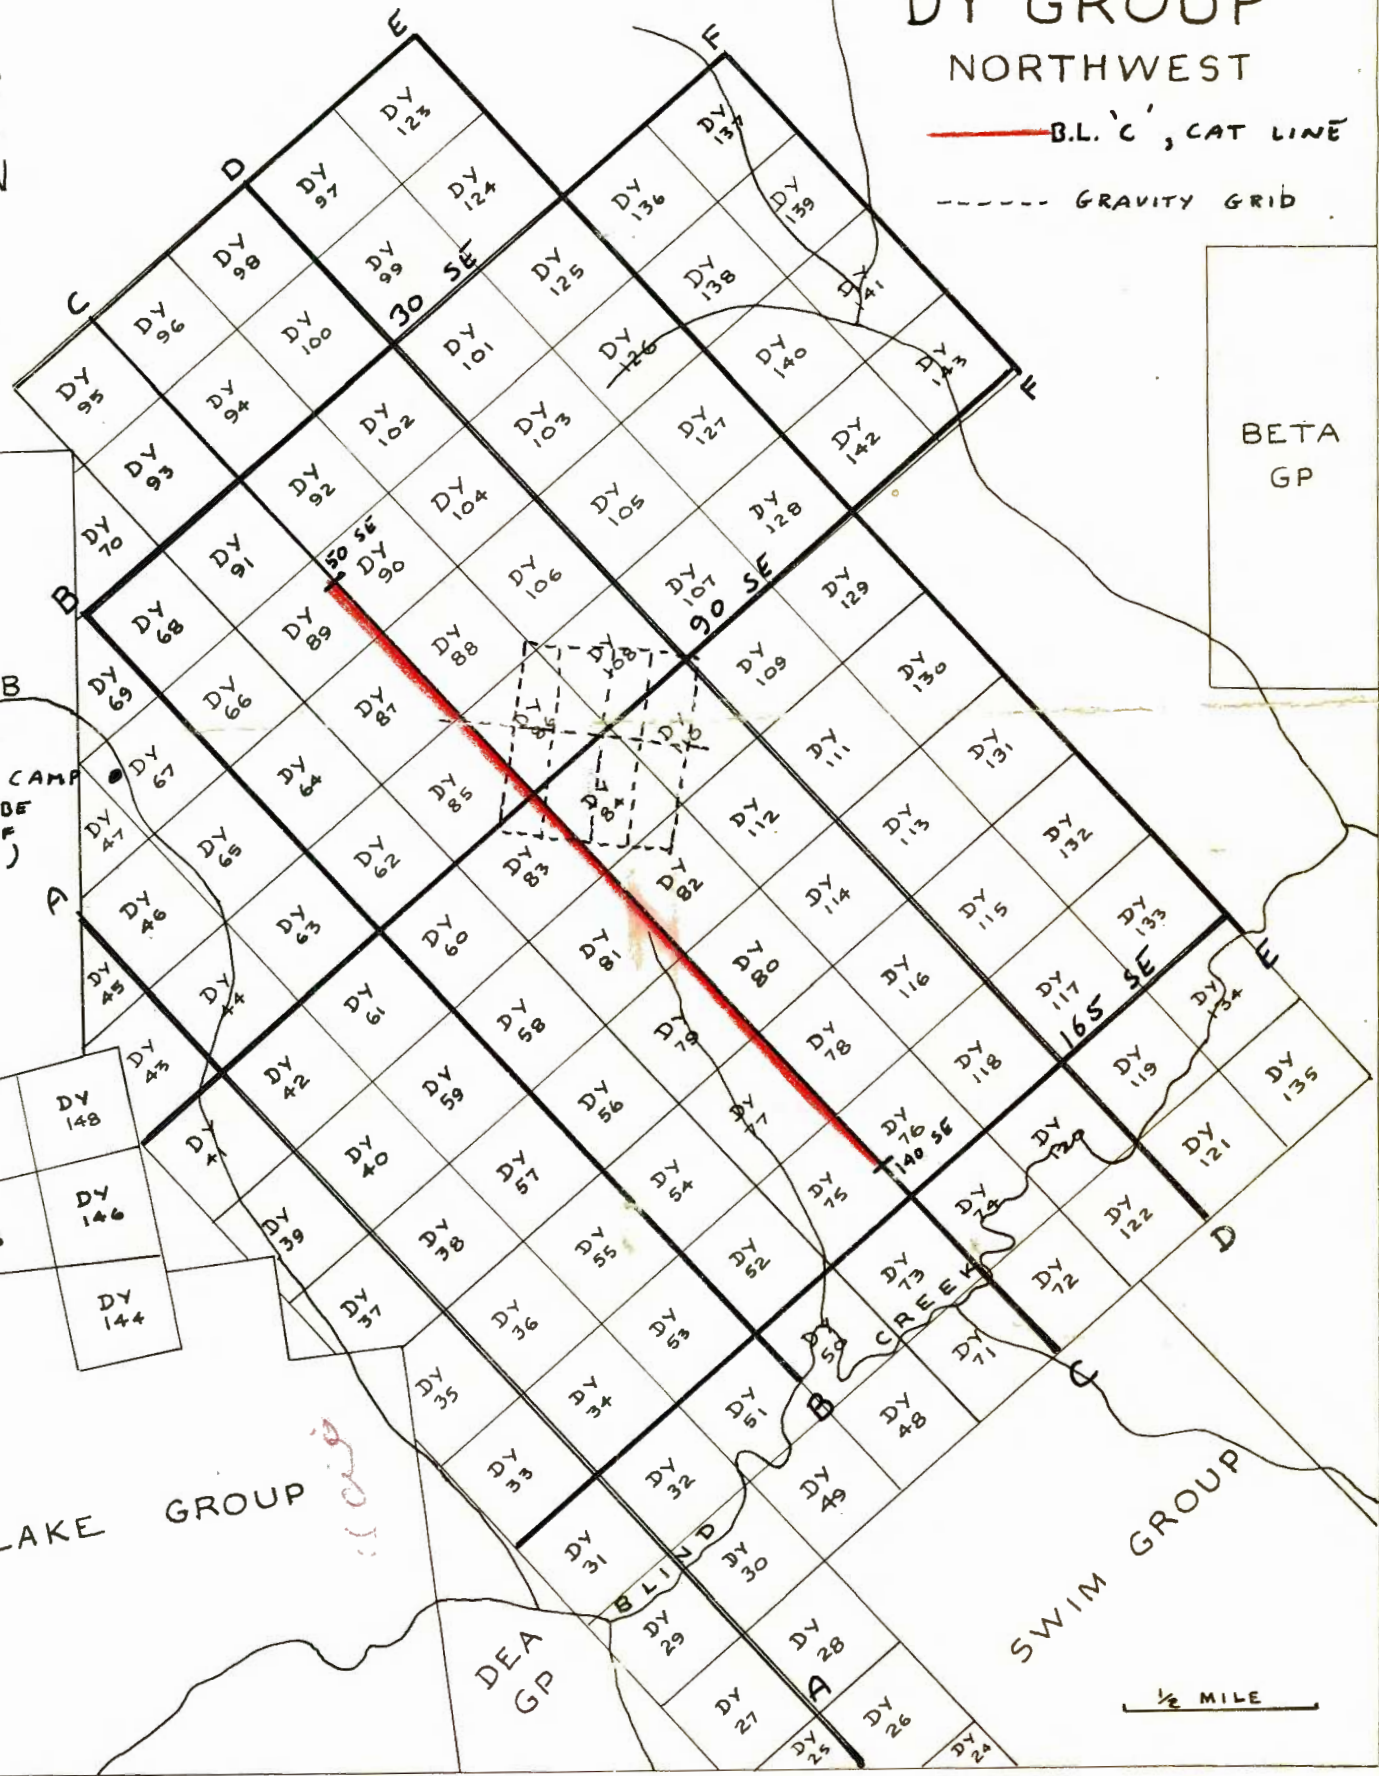 DY GROUP
NORTHWEST
B.L. 'C', CAT LINE
GRAVITY GRID
E
F
DY 123
DY 137
D
DY 97
DY 124
DY 136
DY 139
DY 98
DY 99
30 SE
DY 125
DY 138
DY 141
C
DY 96
DY 100
DY 101
DY 126
DY 140
DY 143
F
DY 95
DY 94
DY 102
DY 103
DY 127
DY 142
BETA
GP
DY 93
DY 92
DY 104
DY 105
DY 128
DY 70
DY 91
50 SE
DY 90
DY 106
DY 107
90 SE
DY 129
B
DY 68
DY 89
DY 88
DY 108
DY 109
DY 130
B
DY 69
DY 66
DY 87
DY 86
DY 111
DY 131
CAMP
BE
F
)
DY 67
DY 64
DY 85
DY 84
DY 112
DY 113
DY 132
DY 47
DY 65
DY 62
DY 83
DY 82
DY 114
DY 115
DY 133
A
DY 46
DY 63
DY 60
DY 81
DY 80
DY 116
DY 117
165 SE
E
DY 45
DY 44
DY 61
DY 58
DY 79
DY 78
DY 118
DY 119
DY 134
DY 43
DY 42
DY 59
DY 56
DY 77
DY 76
140 SE
DY 120
DY 121
DY 135
DY 148
DY 41
DY 40
DY 57
DY 54
DY 75
DY 74
DY 122
D
DY 146
DY 39
DY 38
DY 55
DY 52
DY 73
DY 72
DY 144
DY 37
DY 36
DY 53
DY 50
CREEK
DY 71
C
DY 35
DY 34
DY 51
B
DY 48
DY 33
DY 32
DY 49
LAKE GROUP
DY 31
BLIND
DY 30
SWIM GROUP
DEA
GP
DY 29
DY 28
DY 27
A
DY 26
DY 25
DY 24
1/2 MILE